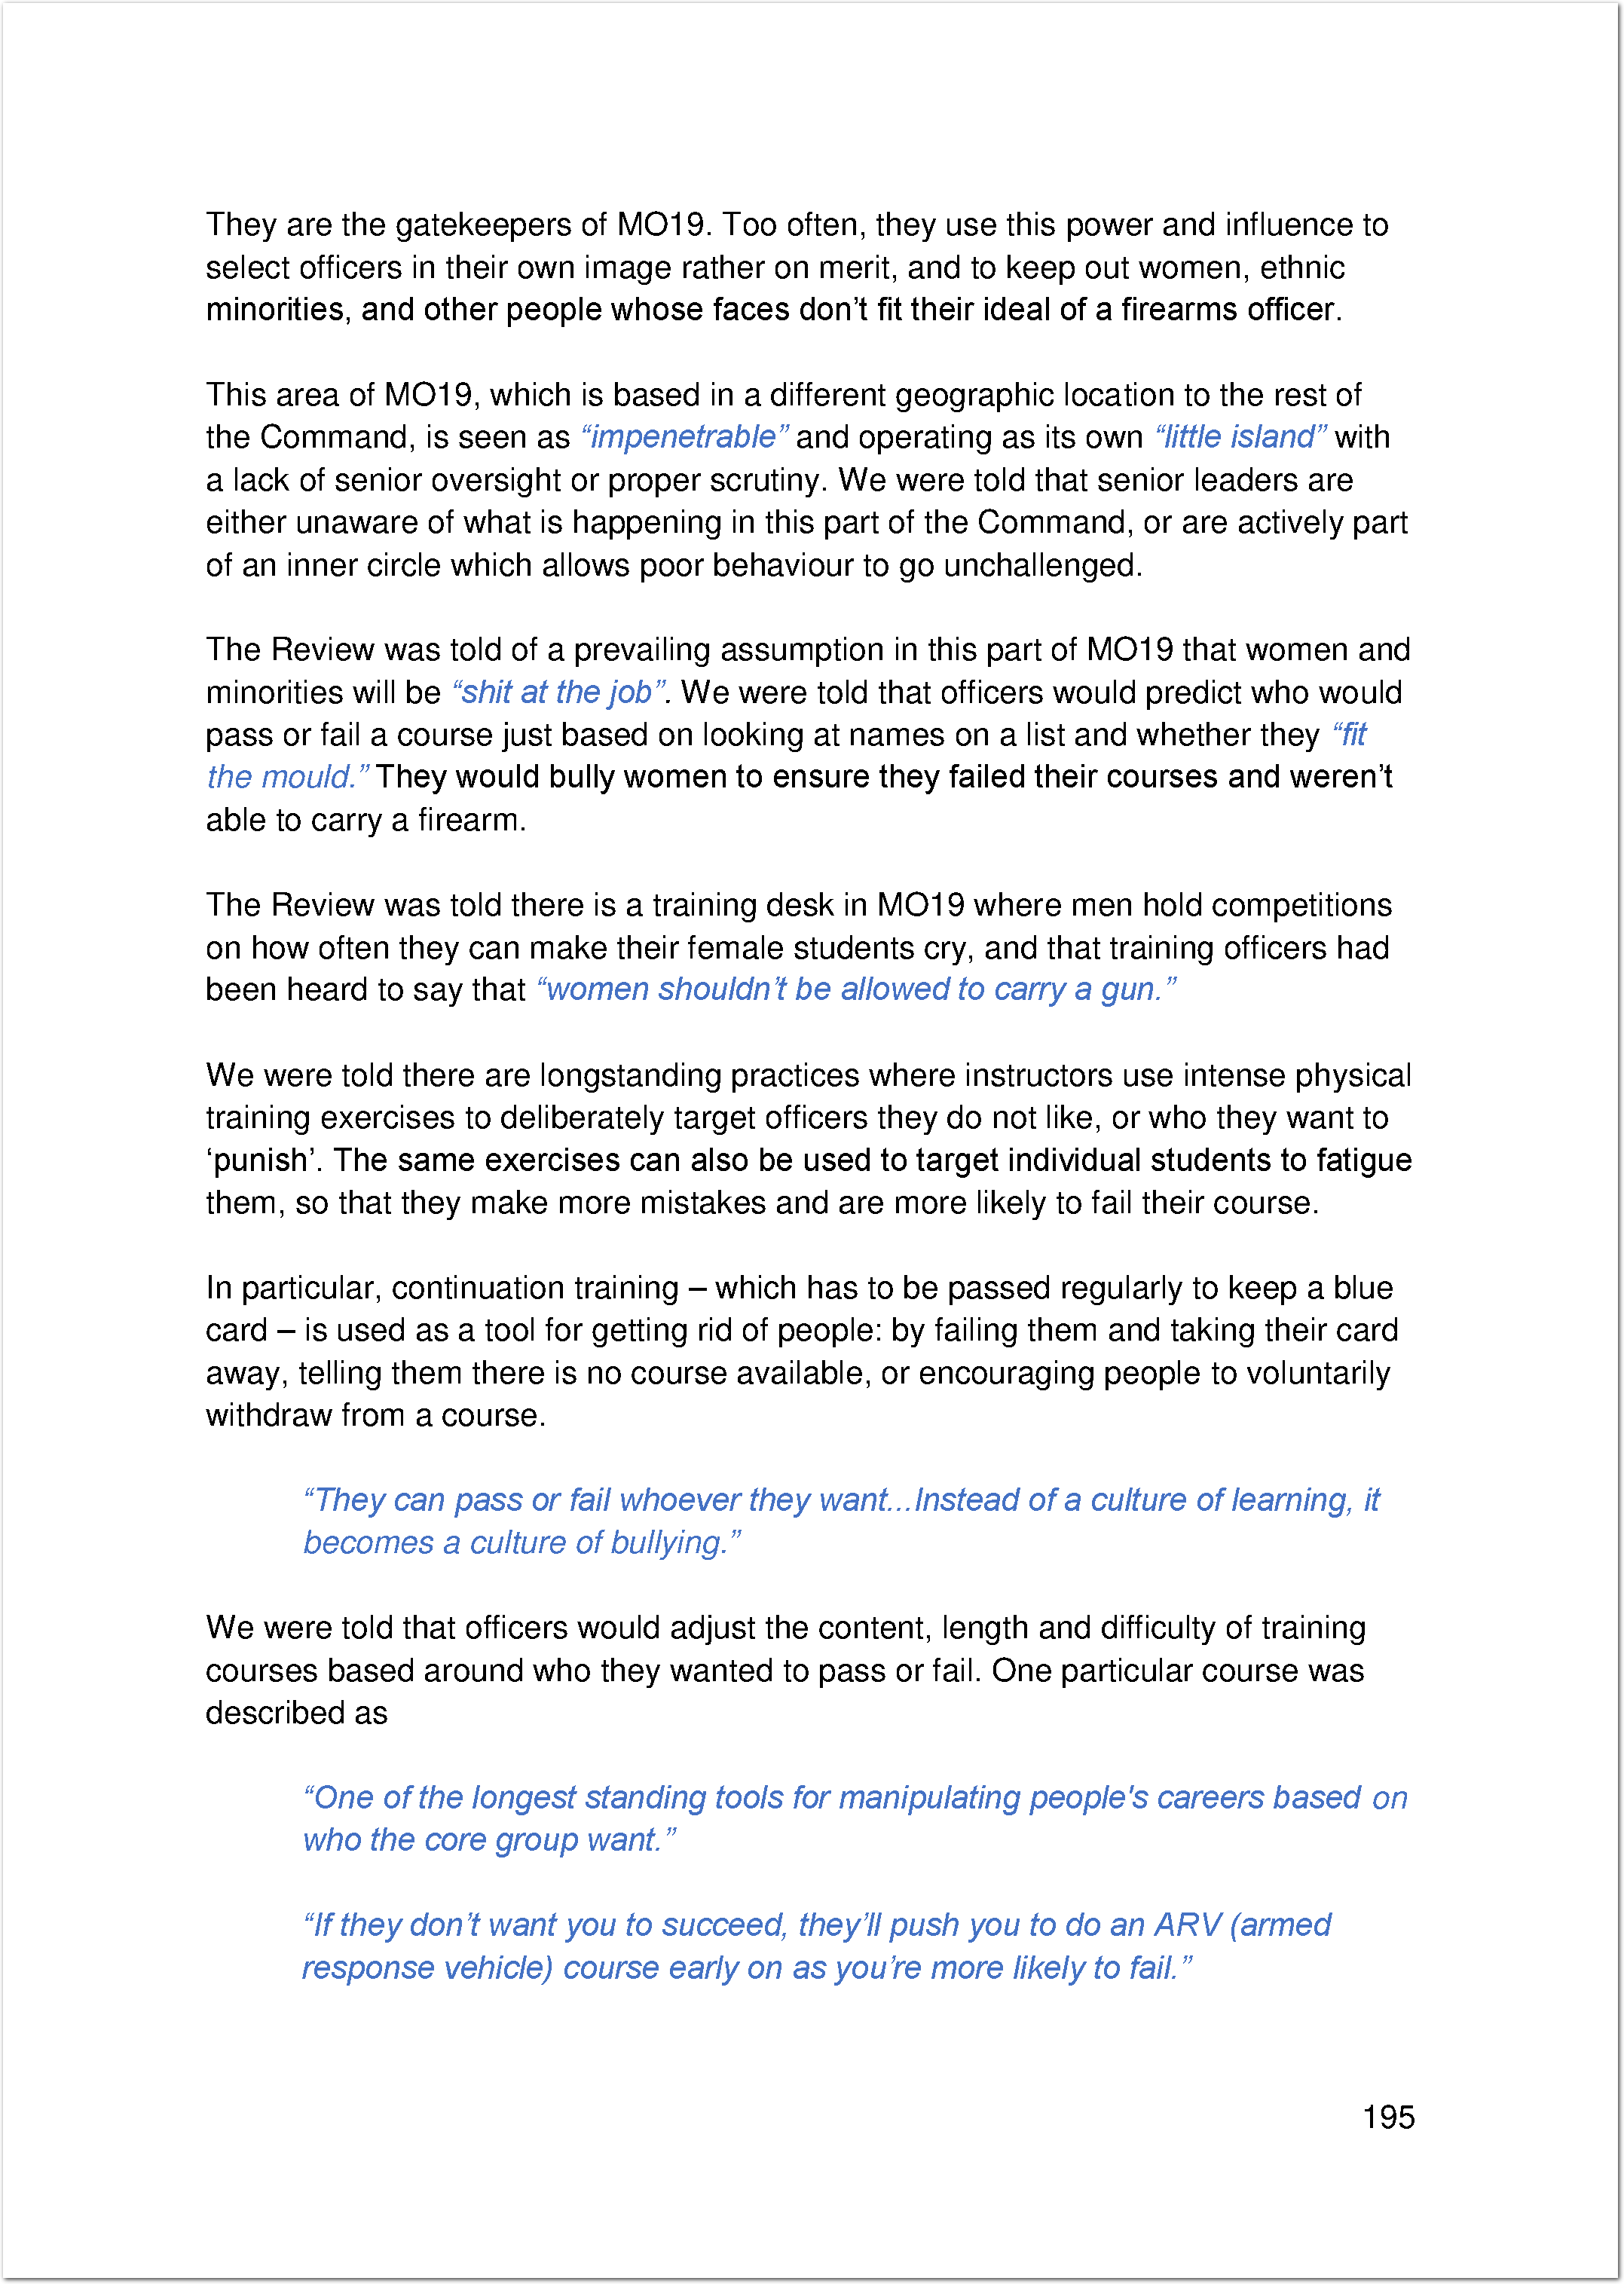 They are the gatekeepers of MO19. Too often, they use this power and influence to
select officers in their own image rather on merit, and to keep out women, ethnic
minorities, and other people whose faces don’t fit their ideal of a firearms officer.
This area of MO19, which is based in a different geographic location to the rest of
the Command, is seen as “impenetrable” and operating as its own “little island” with
a lack of senior oversight or proper scrutiny. We were told that senior leaders are
either unaware of what is happening in this part of the Command, or are actively part
of an inner circle which allows poor behaviour to go unchallenged.
The Review was told of a prevailing assumption in this part of MO19 that women and
minorities will be “shit at the job”. We were told that officers would predict who would
pass or fail a course just based on looking at names on a list and whether they “fit
the mould.” They would bully women to ensure they failed their courses and weren’t
able to carry a firearm.
The Review was told there is a training desk in MO19 where men hold competitions
on how often they can make their female students cry, and that training officers had
been heard to say that “women shouldn’t be allowed to carry a gun.”
We were told there are longstanding practices where instructors use intense physical
training exercises to deliberately target officers they do not like, or who they want to
‘punish’. The same exercises can also be used to target individual students to fatigue
them, so that they make more mistakes and are more likely to fail their course.
In particular, continuation training – which has to be passed regularly to keep a blue
card – is used as a tool for getting rid of people: by failing them and taking their card
away, telling them there is no course available, or encouraging people to voluntarily
withdraw from a course.
“They can pass or fail whoever they want...Instead of a culture of learning, it
becomes a culture of bullying.”
We were told that officers would adjust the content, length and difficulty of training
courses based around who they wanted to pass or fail. One particular course was
described as
“One of the longest standing tools for manipulating people's careers based on
who the core group want.”
“If they don’t want you to succeed, they’ll push you to do an ARV (armed
response vehicle) course early on as you’re more likely to fail.”
195